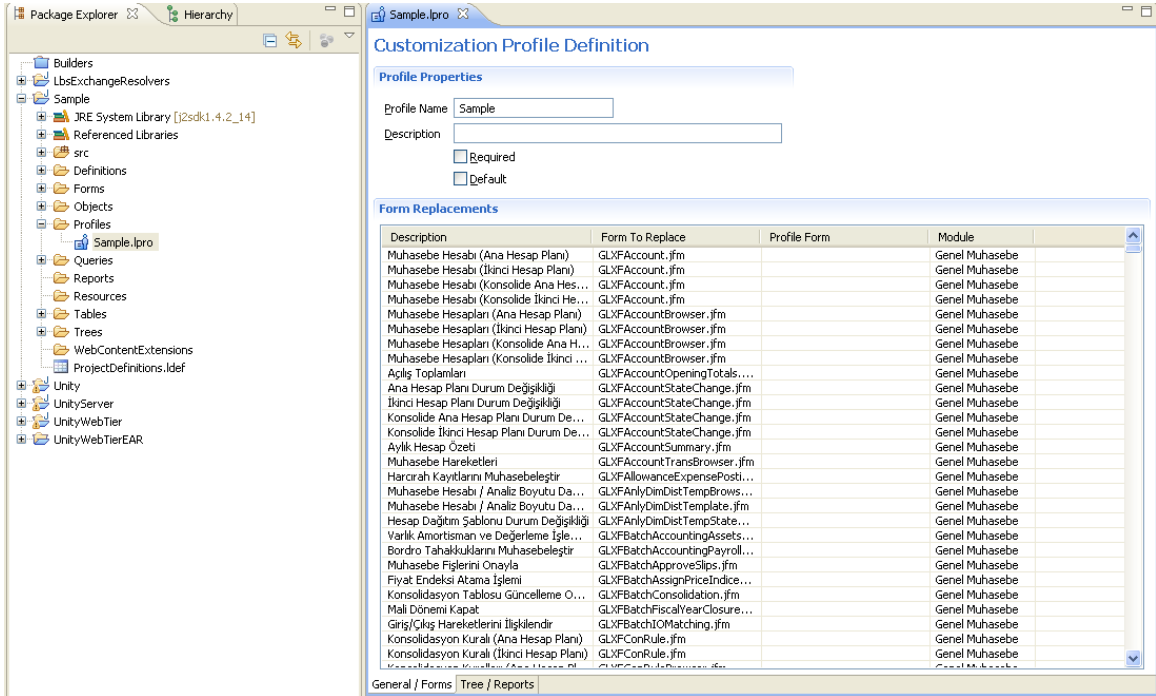 Package Explorer
Hierarchy
Builders
LbsExchangeResolvers
Sample
JRE System Library [j2sdk1.4.2_14]
Referenced Libraries
src
Definitions
Forms
Objects
Profiles
Sample.lpro
Queries
Reports
Resources
Tables
Trees
WebContentExtensions
ProjectDefinitions.ldef
Unity
UnityServer
UnityWebTier
UnityWebTierEAR
Sample.lpro
Customization Profile Definition
Profile Properties
Profile Name Sample
Description
Required
Default
Form Replacements
Description Form To Replace Profile Form Module
Muhasebe Hesabı (Ana Hesap Planı) GLXFAccount.jfm Genel Muhasebe
Muhasebe Hesabı (İkinci Hesap Planı) GLXFAccount.jfm Genel Muhasebe
Muhasebe Hesabı (Konsolide Ana Hes... GLXFAccount.jfm Genel Muhasebe
Muhasebe Hesabı (Konsolide İkinci He... GLXFAccount.jfm Genel Muhasebe
Muhasebe Hesapları (Ana Hesap Planı) GLXFAccountBrowser.jfm Genel Muhasebe
Muhasebe Hesapları (İkinci Hesap Planı) GLXFAccountBrowser.jfm Genel Muhasebe
Muhasebe Hesapları (Konsolide Ana H... GLXFAccountBrowser.jfm Genel Muhasebe
Muhasebe Hesapları (Konsolide İkinci ... GLXFAccountBrowser.jfm Genel Muhasebe
Açılış Toplamları GLXFAccountOpeningTotals.... Genel Muhasebe
Ana Hesap Planı Durum Değişikliği GLXFAccountStateChange.jfm Genel Muhasebe
İkinci Hesap Planı Durum Değişikliği GLXFAccountStateChange.jfm Genel Muhasebe
Konsolide Ana Hesap Planı Durum De... GLXFAccountStateChange.jfm Genel Muhasebe
Konsolide İkinci Hesap Planı Durum De... GLXFAccountStateChange.jfm Genel Muhasebe
Aylık Hesap Özeti GLXFAccountSummary.jfm Genel Muhasebe
Muhasebe Hareketleri GLXFAccountTransBrowser.jfm Genel Muhasebe
Harcırah Kayıtlarını Muhasebeleştir GLXFAllowanceExpensePosti... Genel Muhasebe
Muhasebe Hesabı / Analiz Boyutu Da... GLXFAnlyDimDistTempBrows... Genel Muhasebe
Muhasebe Hesabı / Analiz Boyutu Da... GLXFAnlyDimDistTemplate.jfm Genel Muhasebe
Hesap Dağıtım Şablonu Durum Değişikliği GLXFAnlyDimDistTempState... Genel Muhasebe
Varlık Amortisman ve Değerleme İşle... GLXFBatchAccountingAssets... Genel Muhasebe
Bordro Tahakkuklarını Muhasebeleştir GLXFBatchAccountingPayroll... Genel Muhasebe
Muhasebe Fişlerini Onayla GLXFBatchApproveSlips.jfm Genel Muhasebe
Fiyat Endeksi Atama İşlemi GLXFBatchAssignPriceIndice... Genel Muhasebe
Konsolidasyon Tablosu Güncelleme O... GLXFBatchConsolidation.jfm Genel Muhasebe
Mali Dönemi Kapat GLXFBatchFiscalYearClosure... Genel Muhasebe
Giriş/Çıkış Hareketlerini İlişkilendir GLXFBatchIOMatching.jfm Genel Muhasebe
Konsolidasyon Kuralı (Ana Hesap Planı) GLXFConRule.jfm Genel Muhasebe
Konsolidasyon Kuralı (İkinci Hesap Planı) GLXFConRule.jfm Genel Muhasebe
General / Forms Tree / Reports